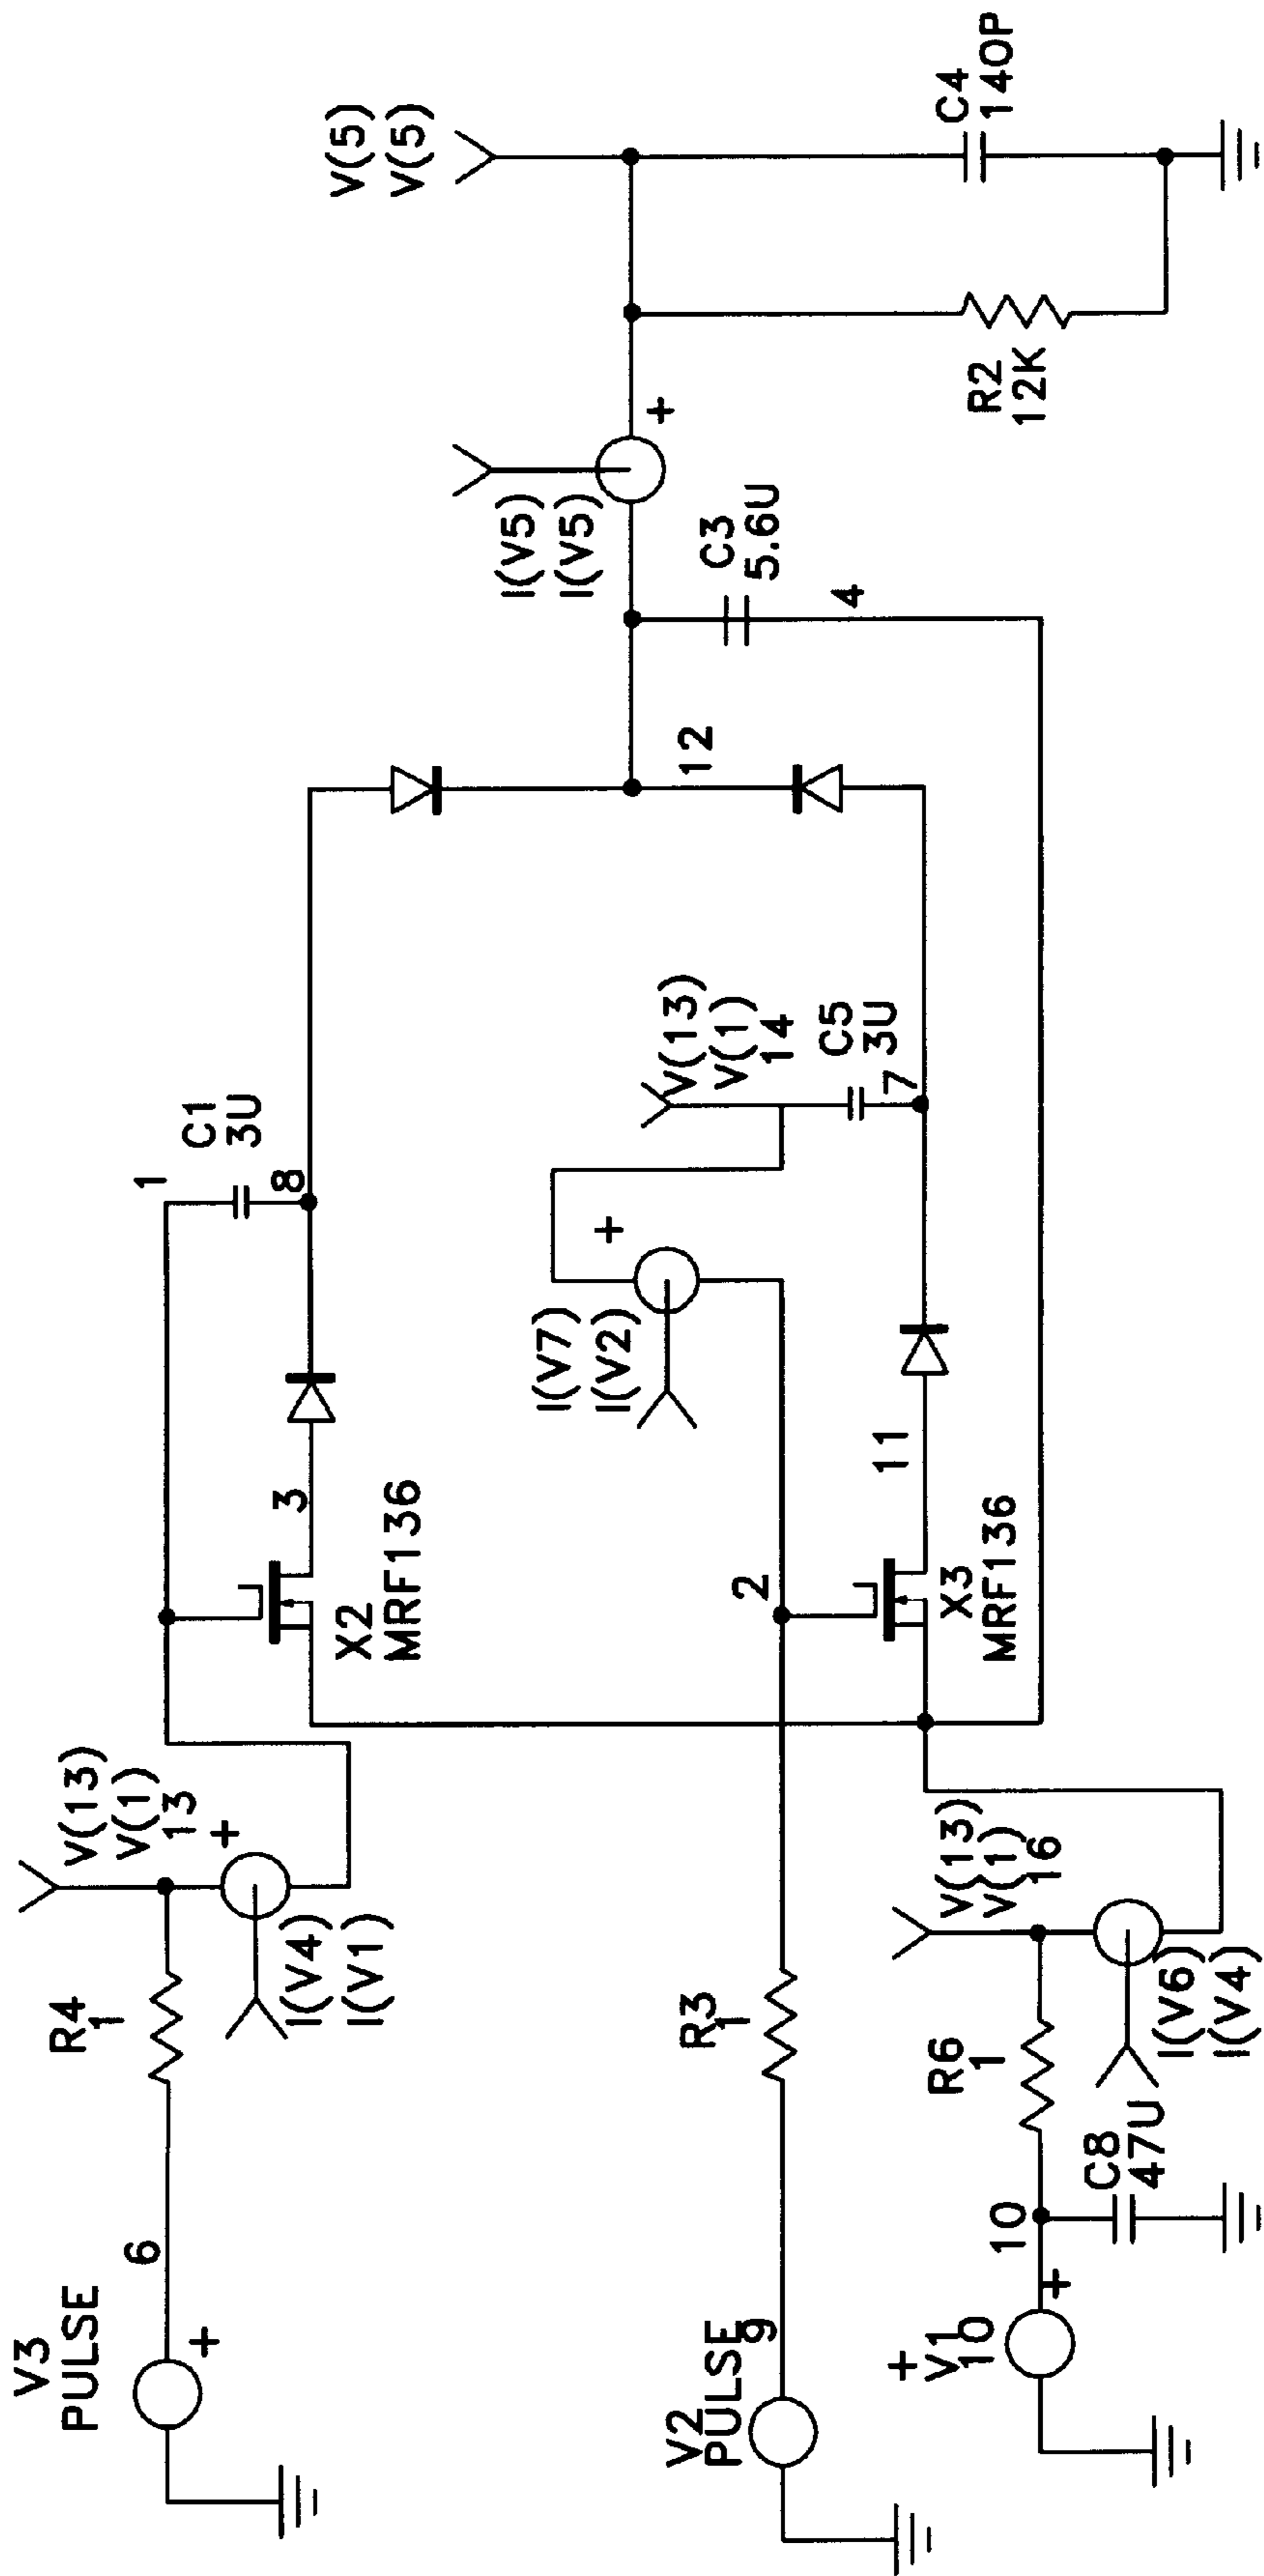 V3
PULSE
+
6
R4
1
V(13)
V(1)
13
+
I(V4)
I(V1)
1
C1
3U
8
3
X2
MRF136
V2
PULSE
9
R3
1
2
I(V7)
I(V2)
+
V(13)
V(1)
14
C5
3U
7
11
X3
MRF136
12
C3
5.6U
4
I(V5)
I(V5)
+
V(5)
V(5)
R2
12K
C4
140P
+
V1
10
+
10
C8
47U
R6
1
V(13)
V(1)
16
I(V6)
I(V4)